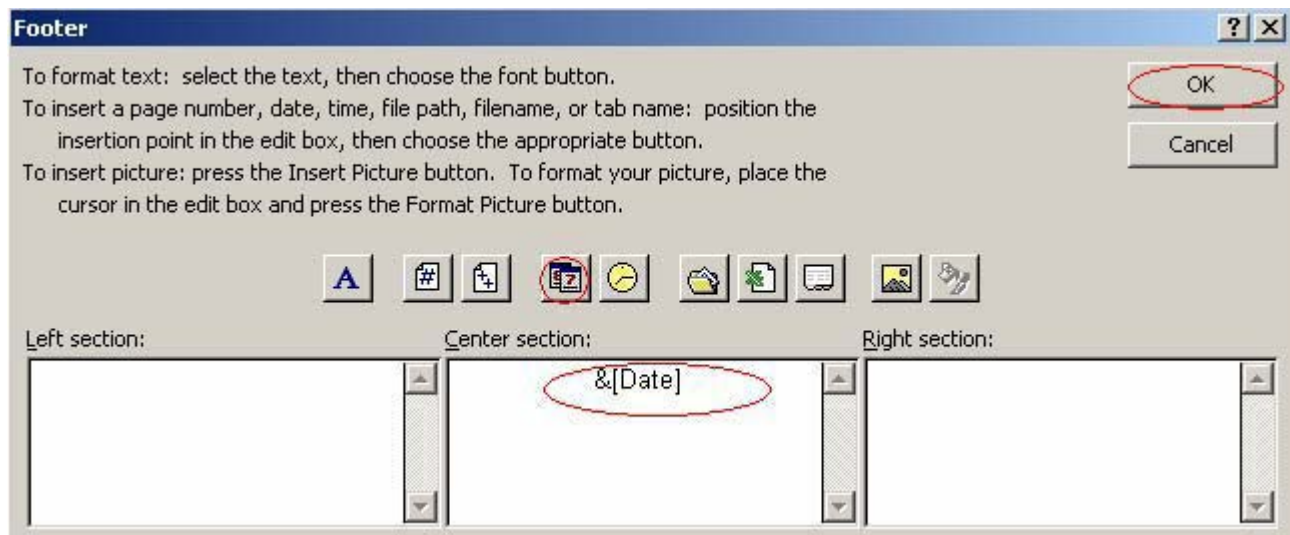 Footer
To format text: select the text, then choose the font button.
To insert a page number, date, time, file path, filename, or tab name: position the
insertion point in the edit box, then choose the appropriate button.
To insert picture: press the Insert Picture button. To format your picture, place the
cursor in the edit box and press the Format Picture button.
OK
Cancel
A
Left section:
Center section:
Right section:
&[Date]